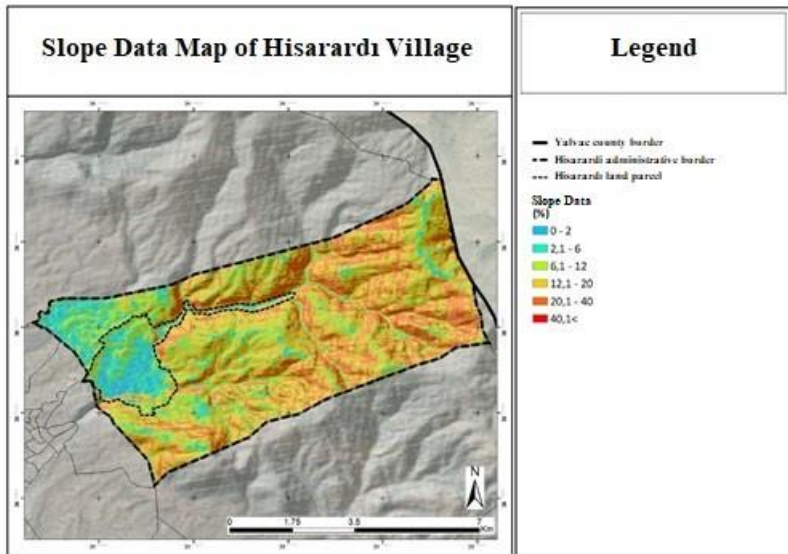 Slope Data Map of Hisarardı Village
Legend
Yalvac county border
Hisarardi administrative border
Hisarardı land parcel
Slope Data
(%)
0 - 2
2,1 - 6
6,1 - 12
12,1 - 20
20,1 - 40
40,1<
N
0 1.75 3.5 7
Km